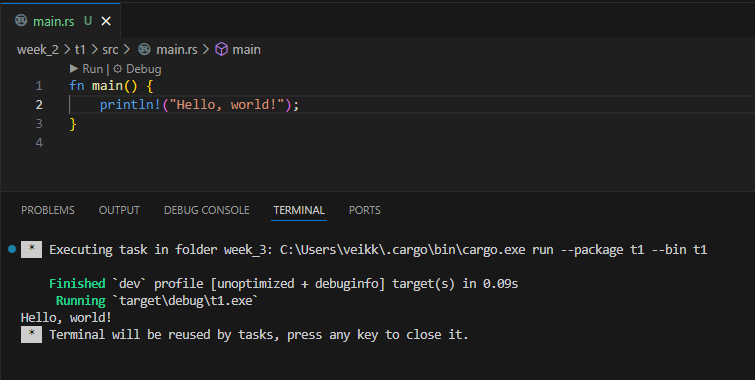 main.rs U
week_2 > t1 > src > main.rs > main
Run | Debug
1 fn main() {
2 println!("Hello, world!");
3 }
4
PROBLEMS OUTPUT DEBUG CONSOLE TERMINAL PORTS
* Executing task in folder week_3: C:\Users\veikk\.cargo\bin\cargo.exe run --package t1 --bin t1
Finished `dev` profile [unoptimized + debuginfo] target(s) in 0.09s
Running `target\debug\t1.exe`
Hello, world!
* Terminal will be reused by tasks, press any key to close it.